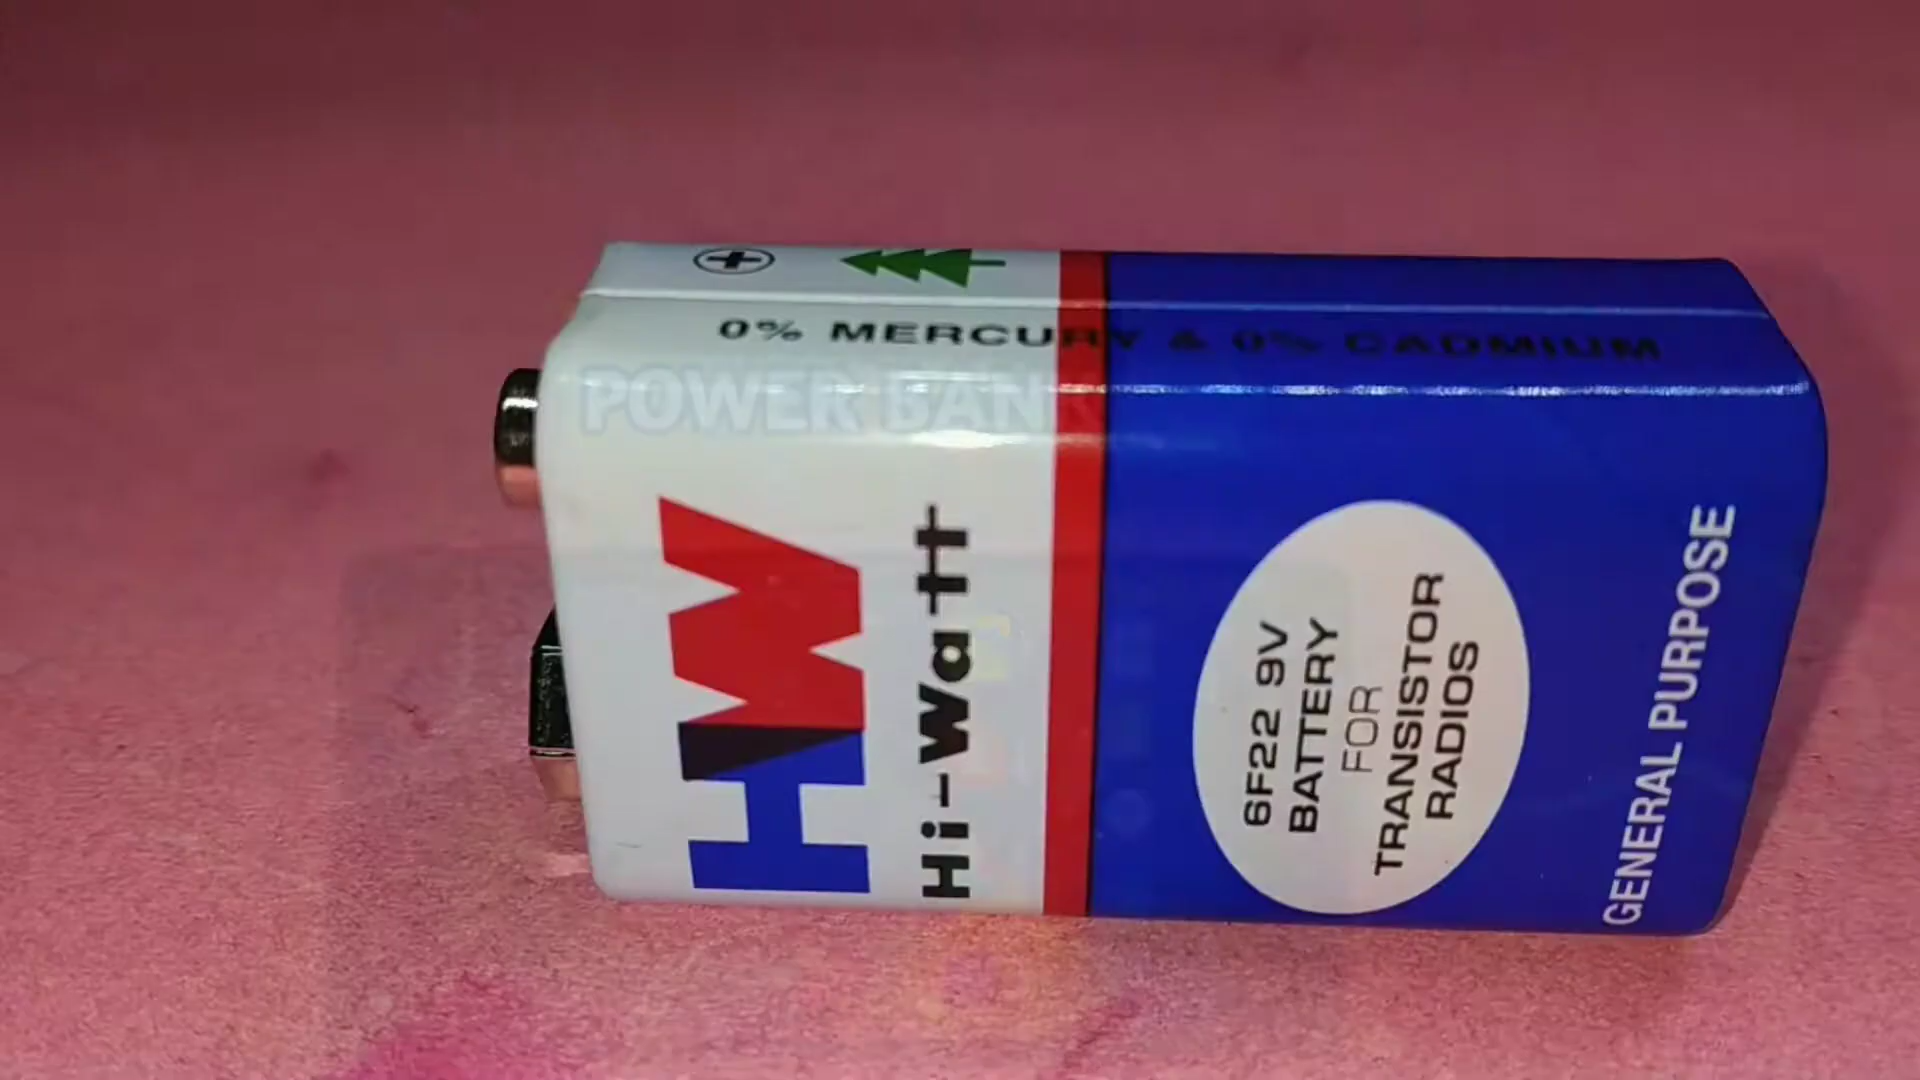 0% MERCURY & 0% CADMIUM
POWER BANK
HW
Hi-Watt
6F22 9V
BATTERY
FOR
TRANSISTOR
RADIOS
GENERAL PURPOSE